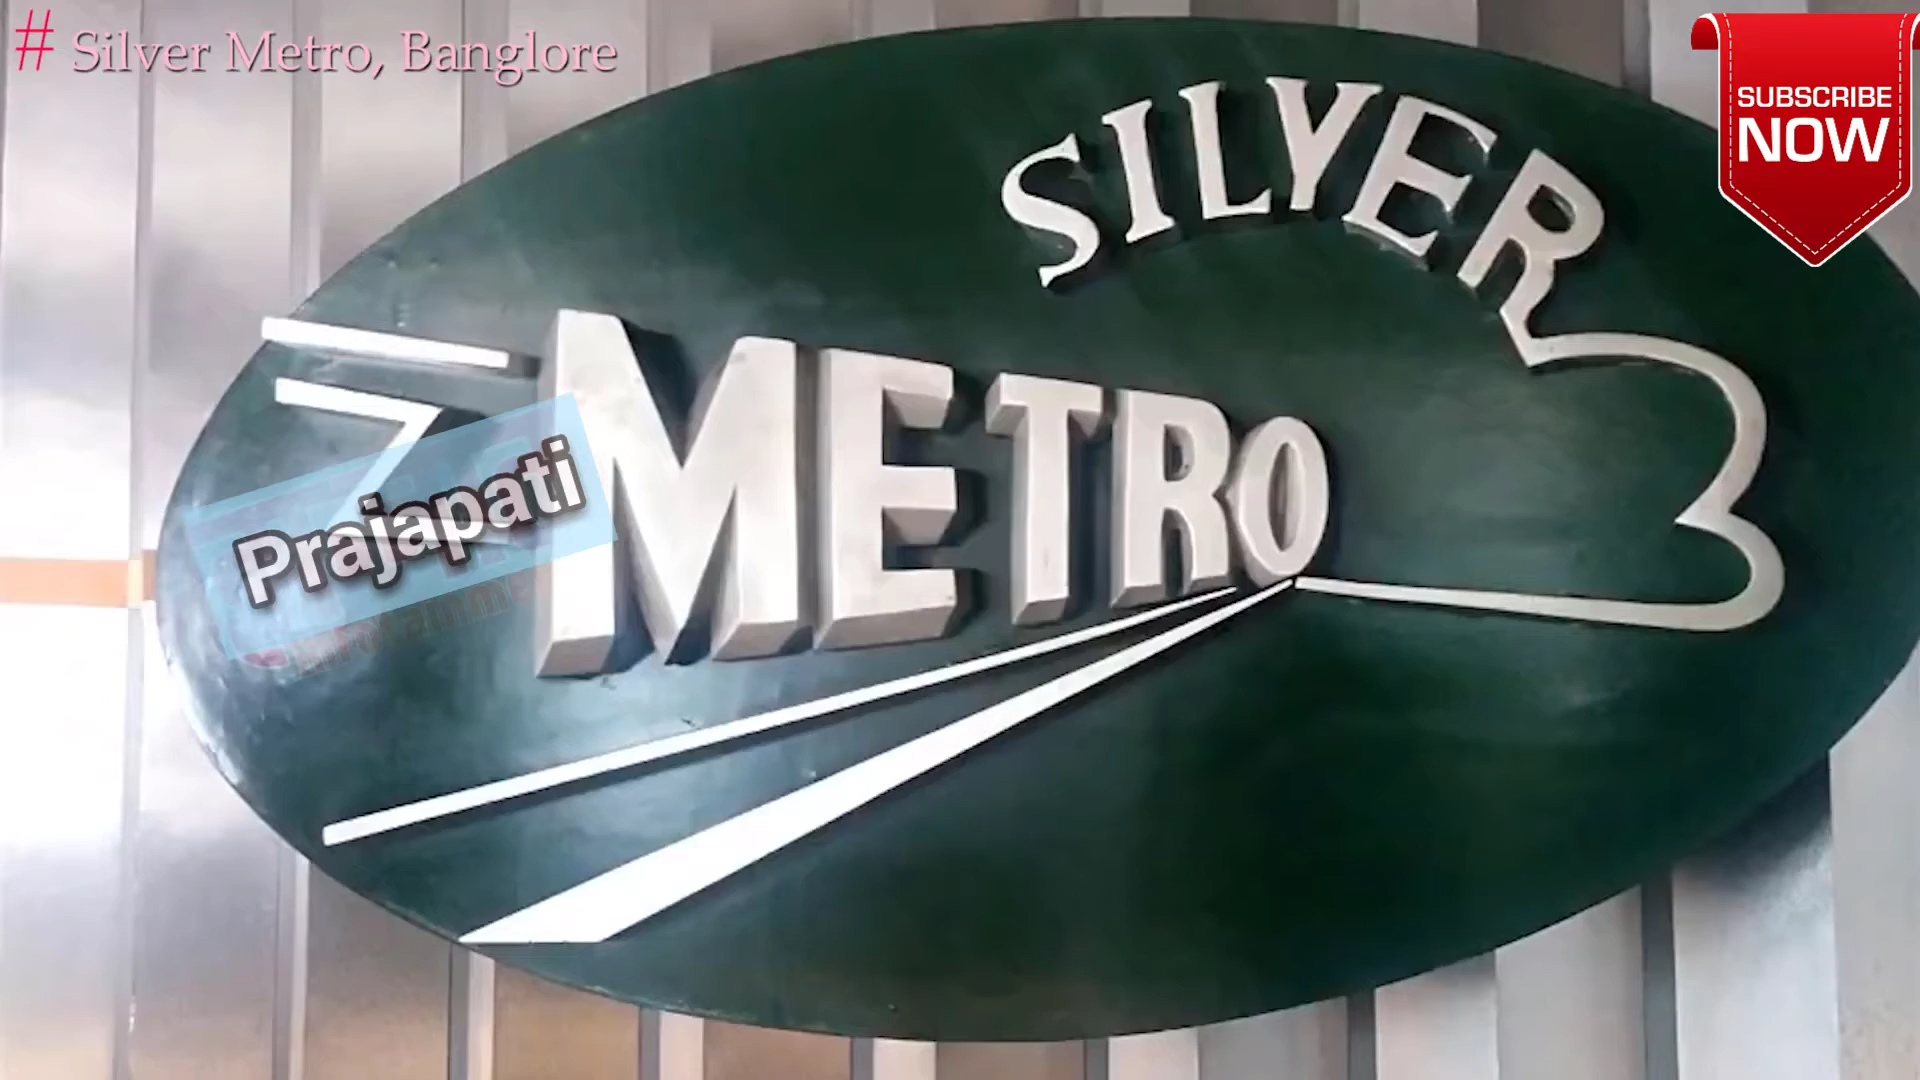 # Silver Metro, Banglore
SUBSCRIBE
NOW
SILVER
METRO
Prajapati